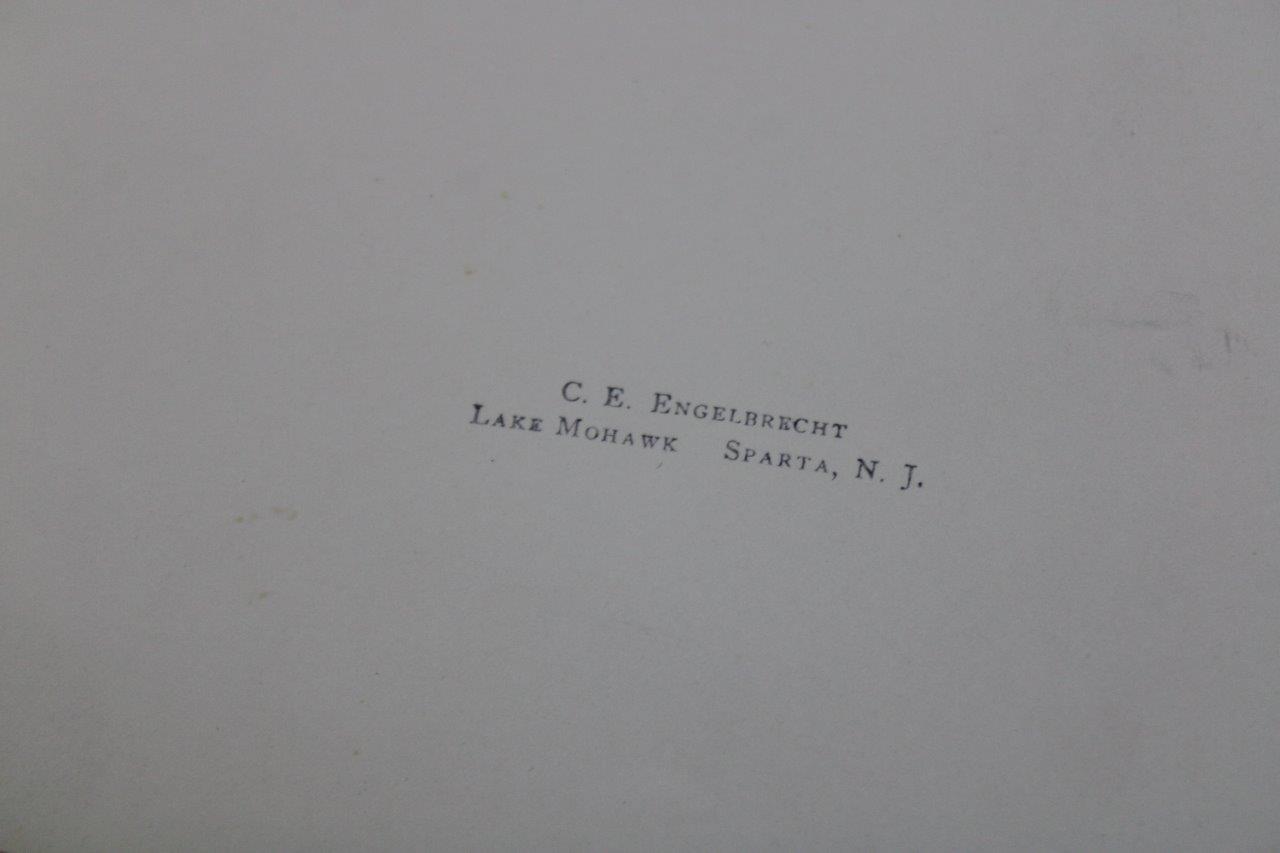 C. E. ENGELBRECHT
LAKE MOHAWK SPARTA, N. J.